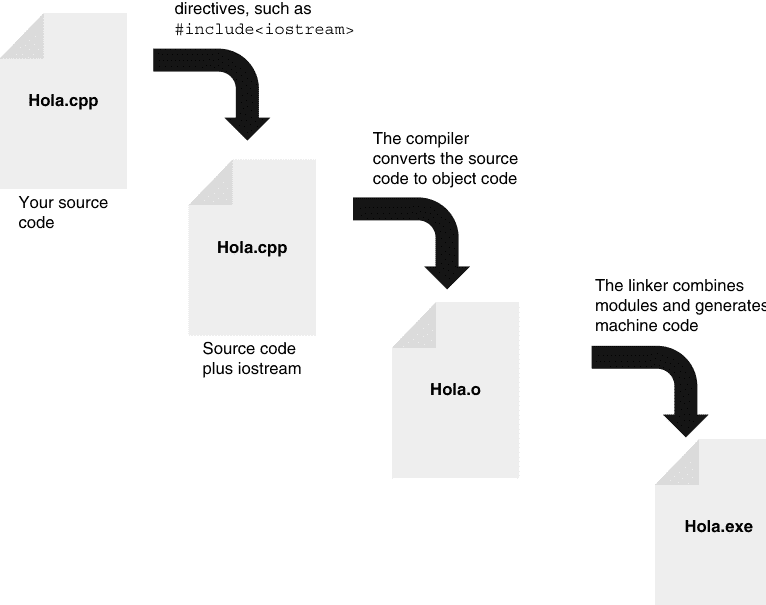 directives, such as
#include<iostream>
Hola.cpp
Your source
code
The compiler
converts the source
code to object code
Hola.cpp
Source code
plus iostream
The linker combines
modules and generates
machine code
Hola.o
Hola.exe